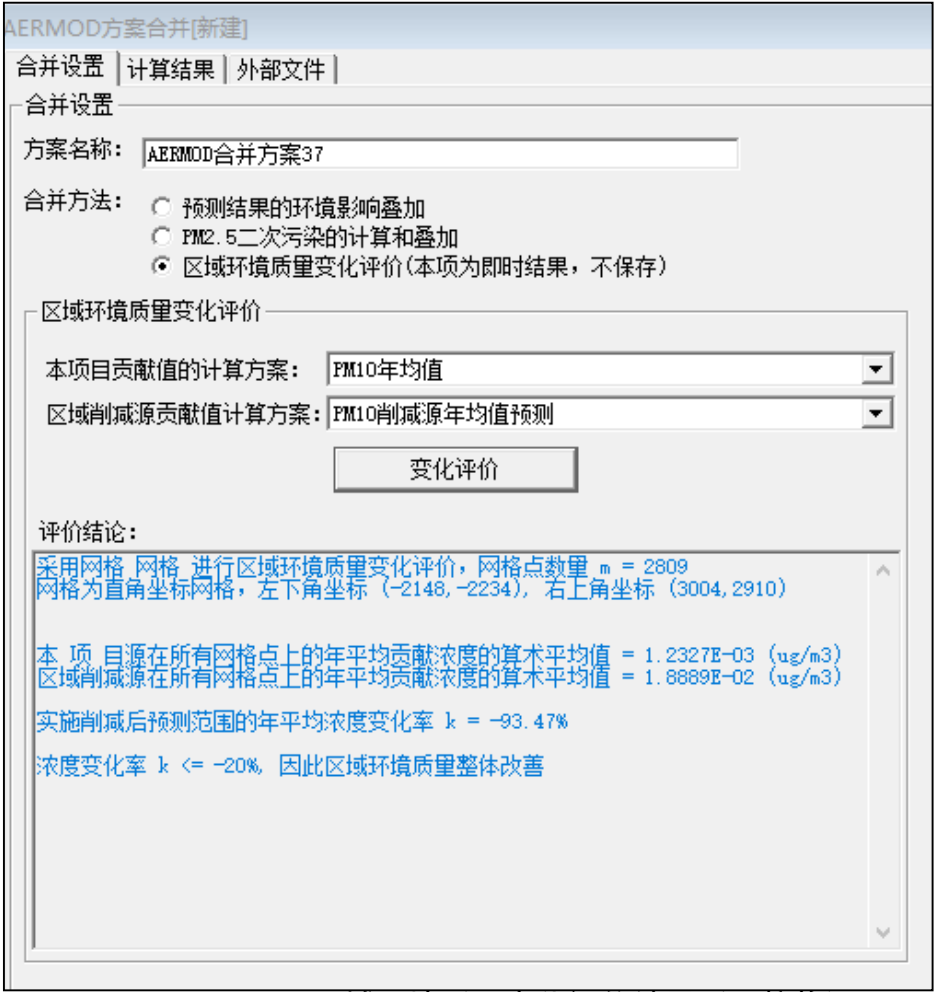 AERMOD方案合并[新建]
合并设置 计算结果 外部文件
合并设置
方案名称： AERMOD合并方案37
合并方法： 预测结果的环境影响叠加
PM2.5二次污染的计算和叠加
区域环境质量变化评价(本项为即时结果，不保存)
区域环境质量变化评价
本项目贡献值的计算方案： PM10年均值
区域削减源贡献值计算方案： PM10削减源年均值预测
变化评价
评价结论：
采用网格 网格 进行区域环境质量变化评价，网格点数量 m = 2809
网格为直角坐标网格，左下角坐标 (-2148,-2234), 右上角坐标 (3004,2910)
本 项 目源在所有网格点上的年平均贡献浓度的算术平均值 = 1.2327E-03 (ug/m3)
区域削减源在所有网格点上的年平均贡献浓度的算术平均值 = 1.8889E-02 (ug/m3)
实施削减后预测范围的年平均浓度变化率 k = -93.47%
浓度变化率 k <= -20%, 因此区域环境质量整体改善